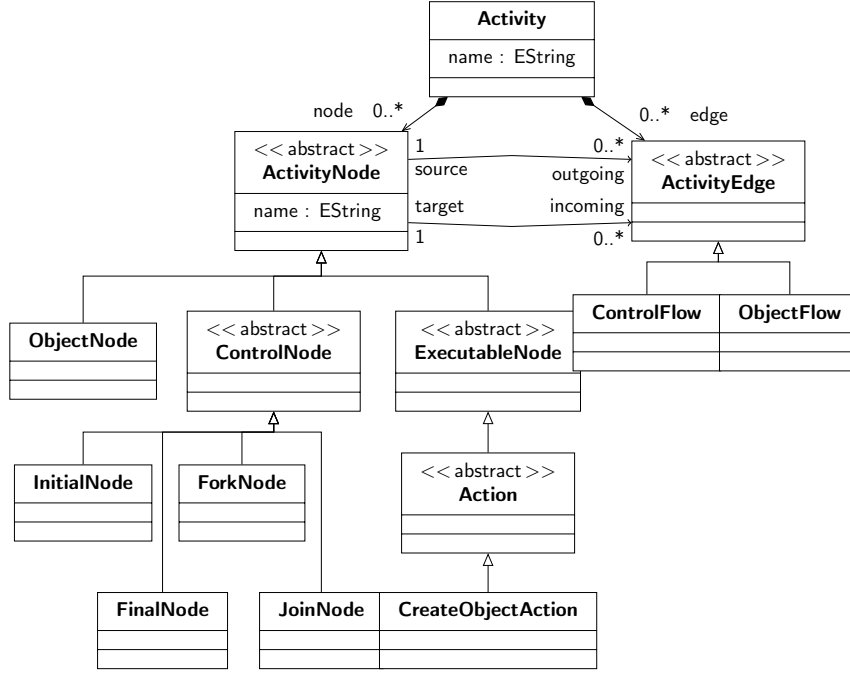 Activity
name : EString
node 0..*
0..* edge
<< abstract >>
ActivityNode
name : EString
1
source
0..*
outgoing
target
1
incoming
0..*
<< abstract >>
ActivityEdge
ObjectNode
<< abstract >>
ControlNode
<< abstract >>
ExecutableNode
ControlFlow
ObjectFlow
InitialNode
ForkNode
<< abstract >>
Action
FinalNode
JoinNode
CreateObjectAction